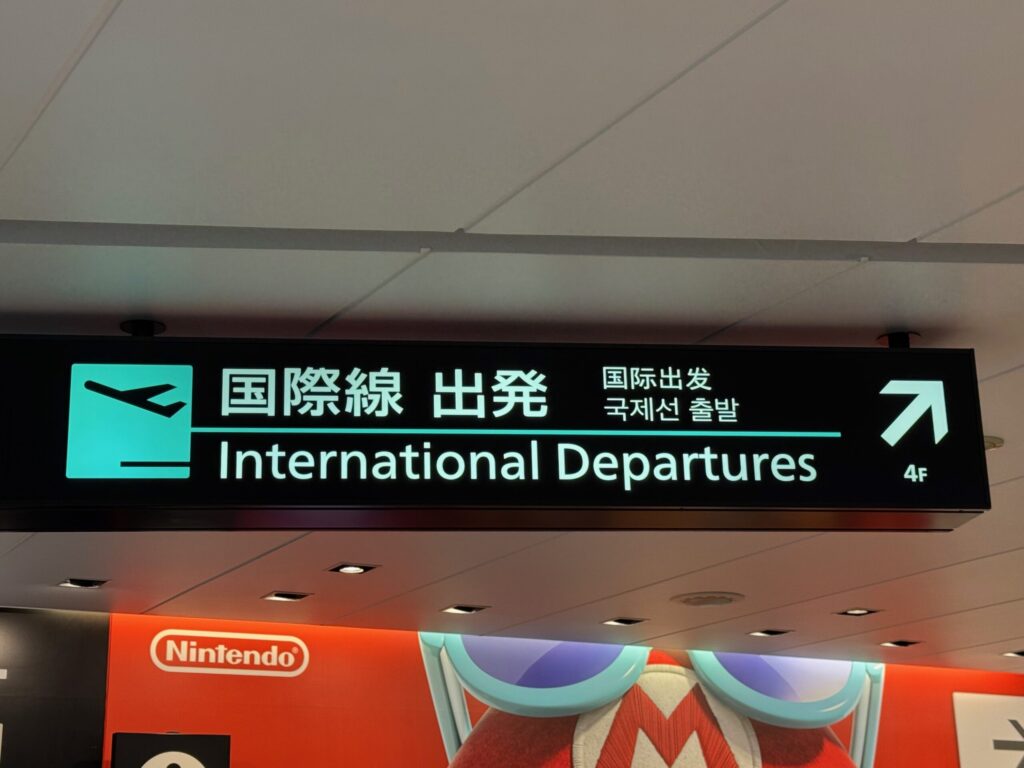 国際線 出発
国际出发
국제선 출발
International Departures
4F
Nintendo®
M